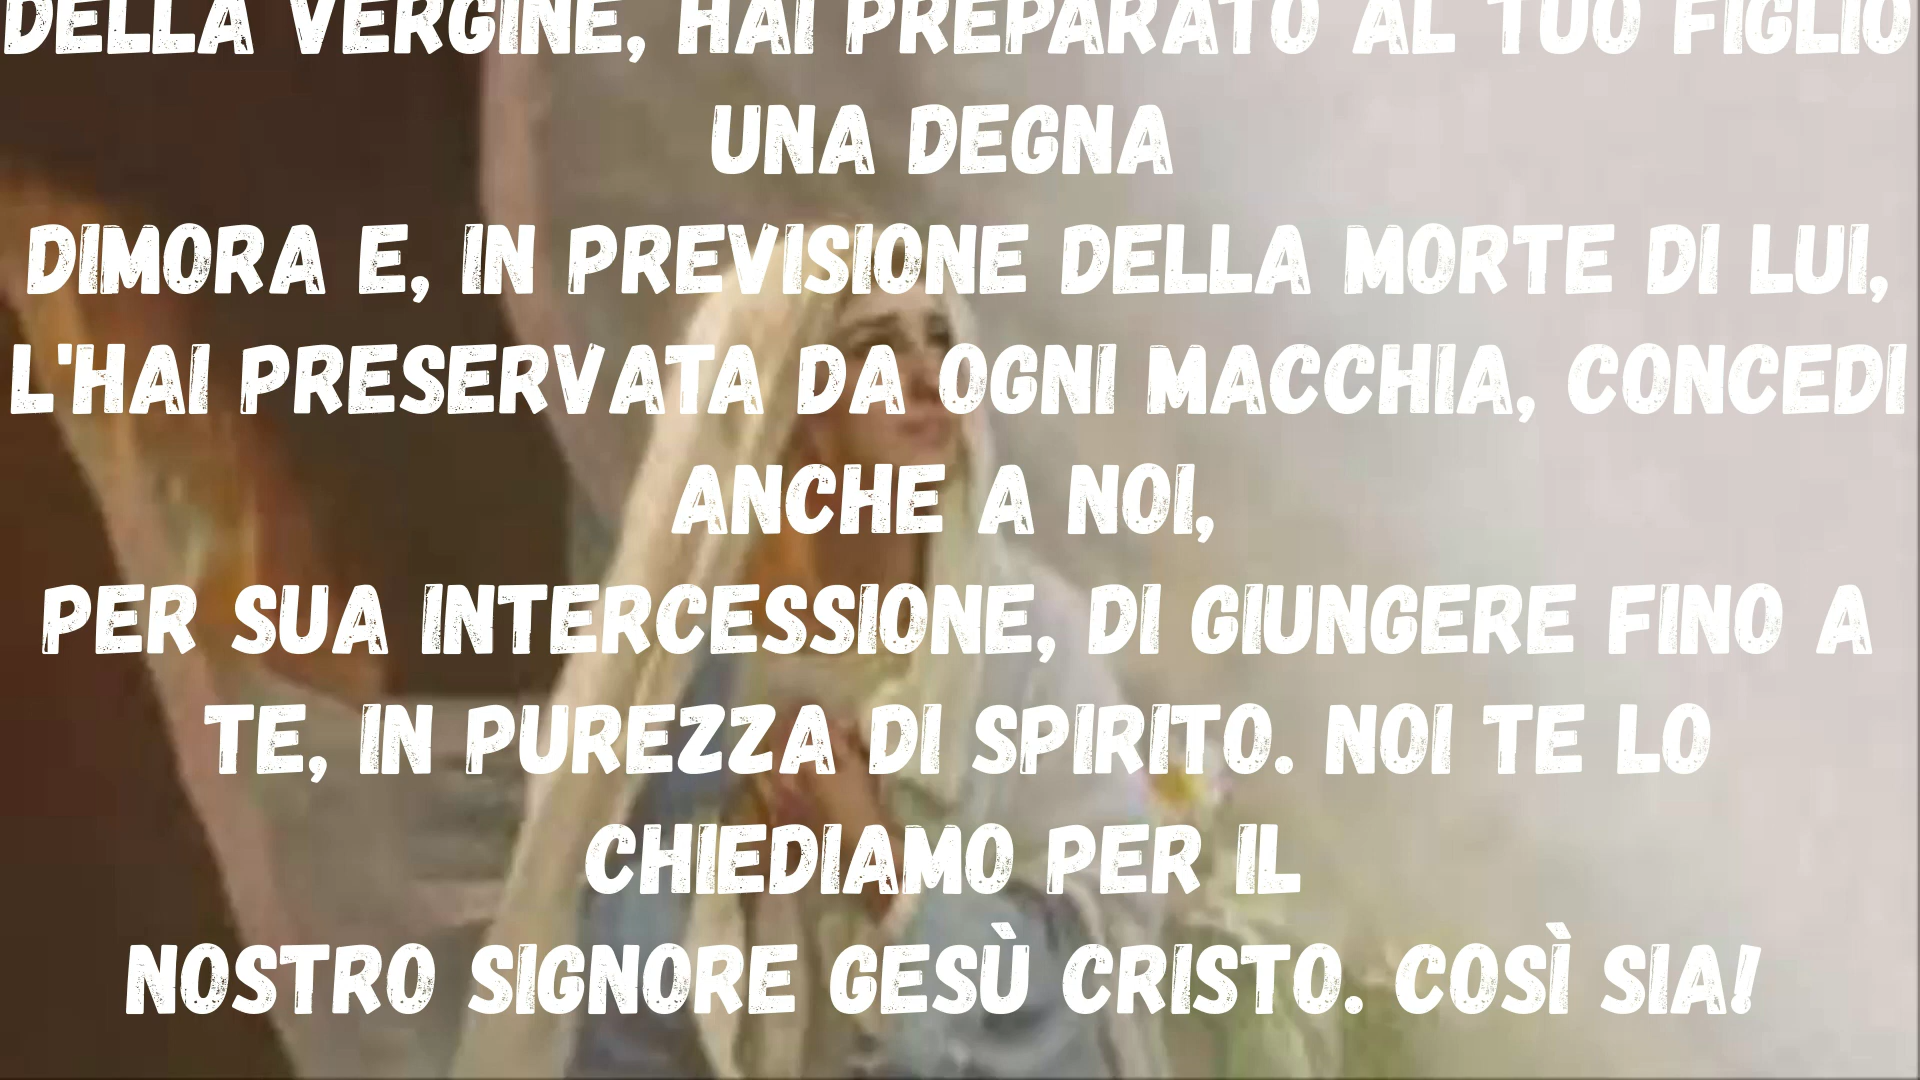 DELLA VERGINE, HAI PREPARATO AL TUO FIGLIO
UNA DEGNA
DIMORA E, IN PREVISIONE DELLA MORTE DI LUI,
L'HAI PRESERVATA DA OGNI MACCHIA, CONCEDI
ANCHE A NOI,
PER SUA INTERCESSIONE, DI GIUNGERE FINO A
TE, IN PUREZZA DI SPIRITO. NOI TE LO
CHIEDIAMO PER IL
NOSTRO SIGNORE GESÙ CRISTO. COSÌ SIA!